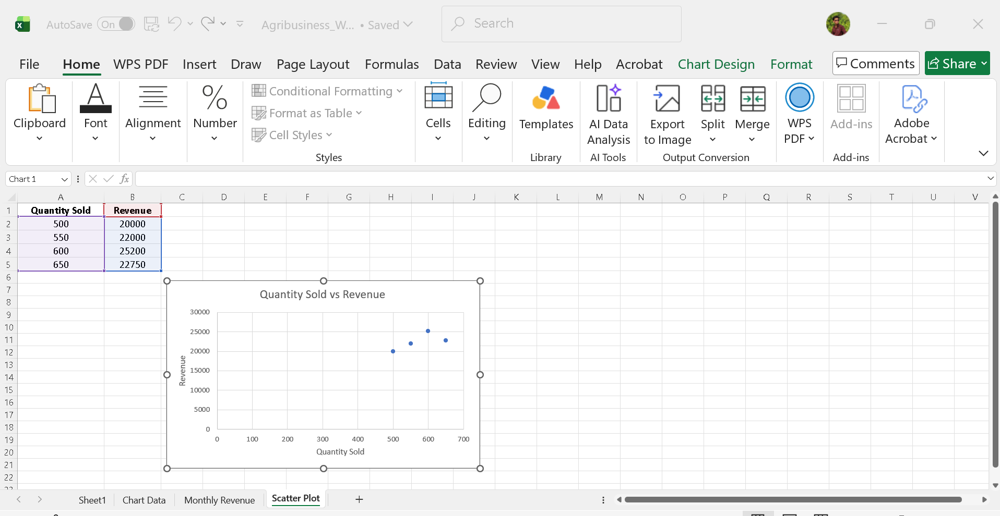 AutoSave On Agribusiness_W... • Saved Search
File Home WPS PDF Insert Draw Page Layout Formulas Data Review View Help Acrobat Chart Design Format Comments Share
Clipboard Font Alignment Number
Conditional Formatting
Format as Table
Cell Styles
Styles
Cells Editing
Templates
Library
AI Data
Analysis
AI Tools
Export
to Image
Split Merge
Output Conversion
WPS
PDF
Add-ins
Add-ins
Adobe
Acrobat
Chart 1 fx
A B C D E F G H I J K L M N O P Q R S T U V
1 Quantity Sold Revenue
2 500 20000
3 550 22000
4 600 25200
5 650 22750
6
7
8
9
10
11
12
13
14
15
16
17
18
19
20
21
22
Quantity Sold vs Revenue
30000
25000
20000
15000
10000
5000
0
Revenue
0 100 200 300 400 500 600 700
Quantity Sold
Sheet1 Chart Data Monthly Revenue Scatter Plot +